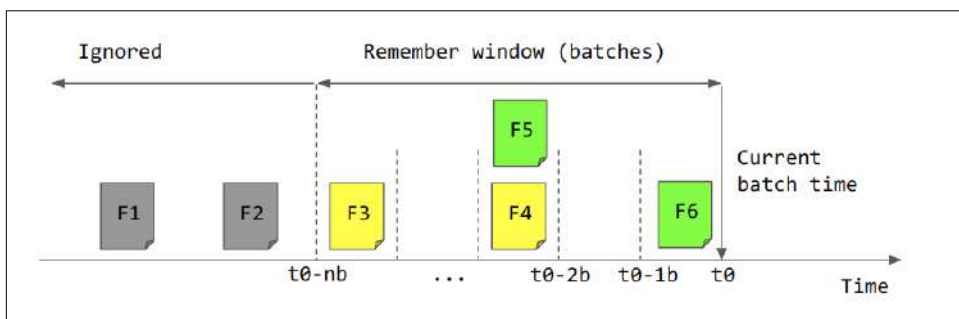 Ignored
Remember window (batches)
F5
Current
batch time
F1
F2
F3
F4
F6
t0-nb
...
t0-2b
t0-1b
t0
Time